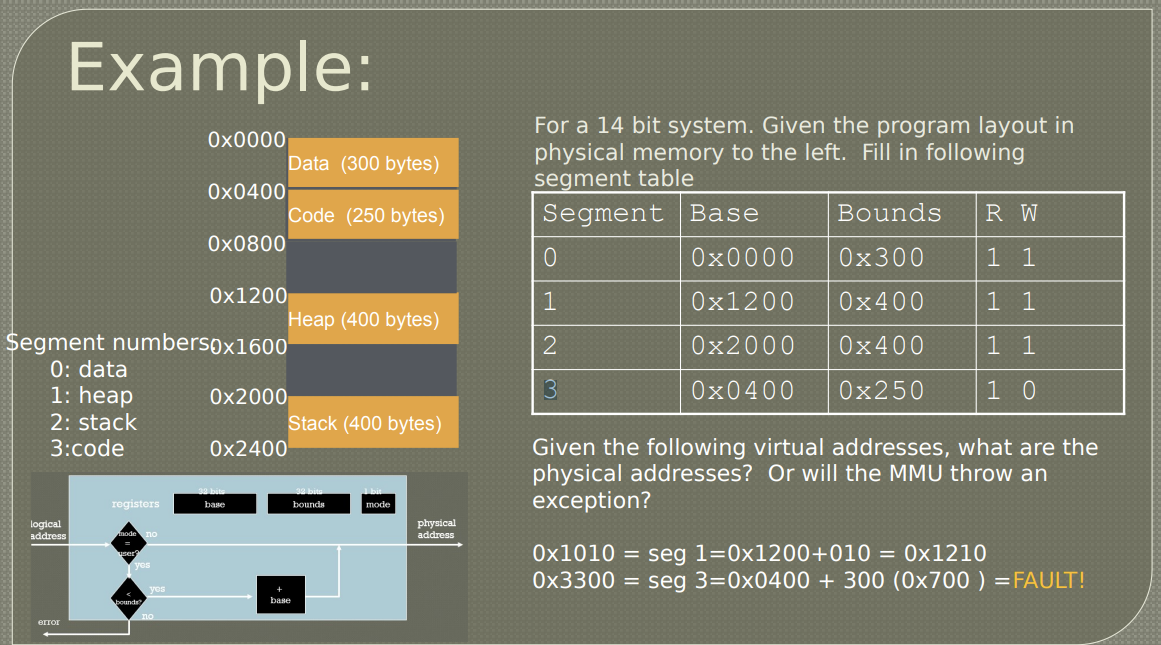 Example:
0x0000
Data (300 bytes)
0x0400
Code (250 bytes)
0x0800
0x1200
Heap (400 bytes)
0x1600
0x2000
Stack (400 bytes)
0x2400
Segment numbers:
0: data
1: heap
2: stack
3:code
For a 14 bit system. Given the program layout in
physical memory to the left. Fill in following
segment table
Segment Base Bounds R W
0 0x0000 0x300 1 1
1 0x1200 0x400 1 1
2 0x2000 0x400 1 1
3 0x0400 0x250 1 0
Given the following virtual addresses, what are the
physical addresses? Or will the MMU throw an
exception?
0x1010 = seg 1=0x1200+010 = 0x1210
0x3300 = seg 3=0x0400 + 300 (0x700 ) =FAULT!
32 bits 32 bits 1 bit
registers base bounds mode
logical
address
physical
address
mode
=
user?
no
yes
<
bounds?
yes
+
base
no
error